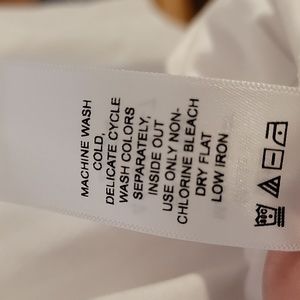 MACHINE WASH
COLD,
DELICATE CYCLE
WASH COLORS
SEPARATELY,
INSIDE OUT
USE ONLY NON-
CHLORINE BLEACH
DRY FLAT
LOW IRON